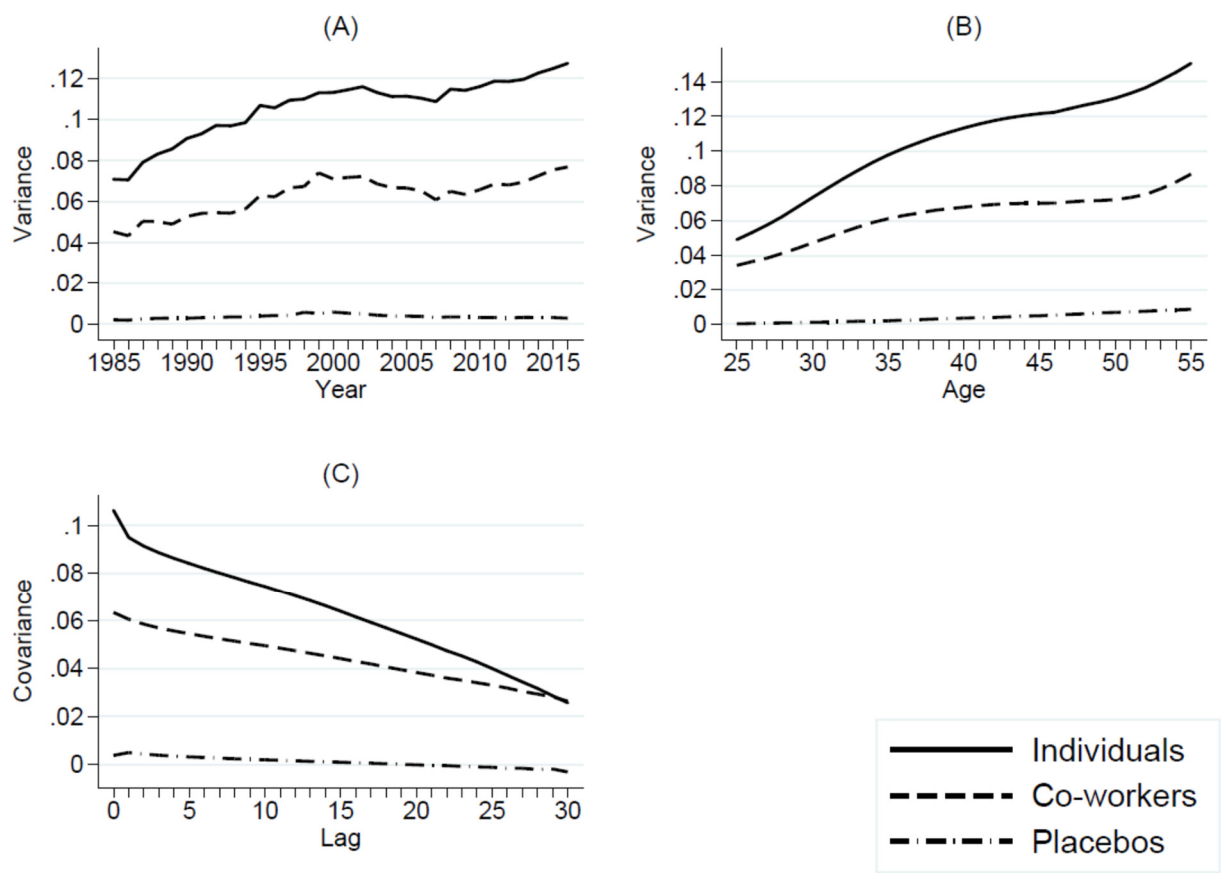 (A)
Variance
.12
.1
.08
.06
.04
.02
0
1985 1990 1995 2000 2005 2010 2015
Year
(B)
Variance
.14
.12
.1
.08
.06
.04
.02
0
25 30 35 40 45 50 55
Age
(C)
Covariance
.1
.08
.06
.04
.02
0
0 5 10 15 20 25 30
Lag
Individuals
Co-workers
Placebos